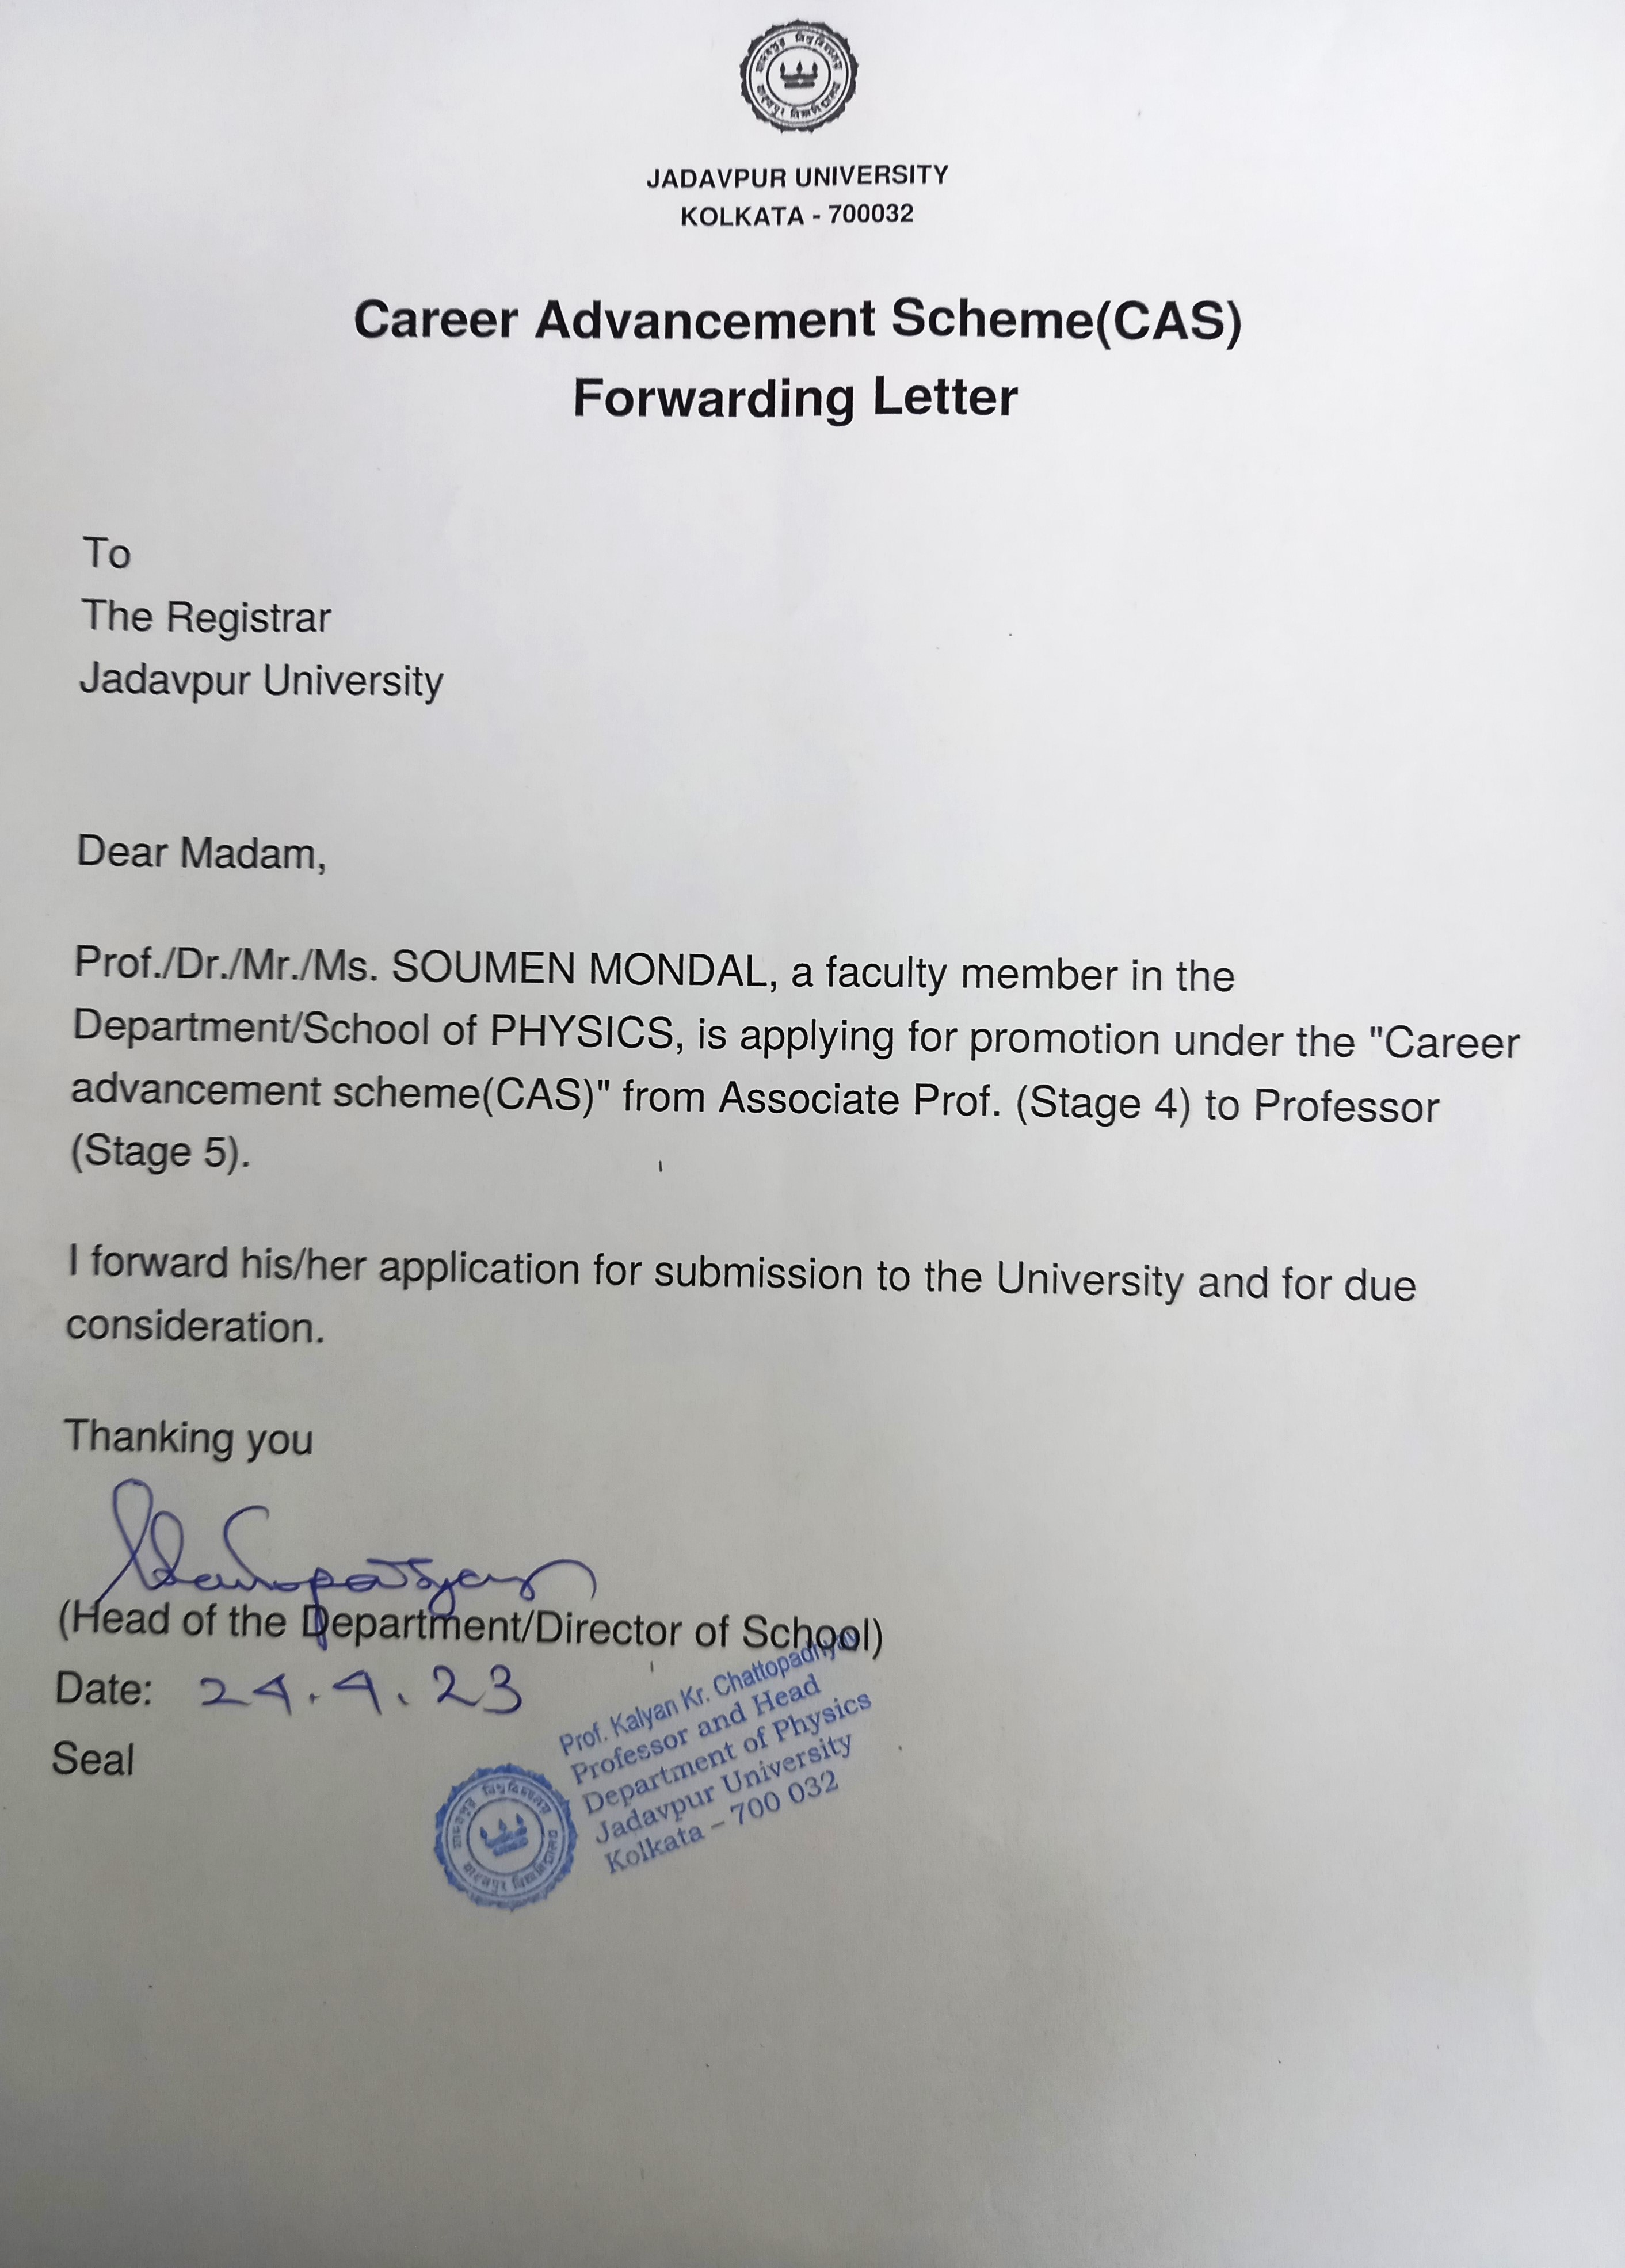 যাদবপুর বিশ্ববিদ্যালয়
JADAVPUR UNIVERSITY
KOLKATA - 700032
Career Advancement Scheme(CAS)
Forwarding Letter
To
The Registrar
Jadavpur University
Dear Madam,
Prof./Dr./Mr./Ms. SOUMEN MONDAL, a faculty member in the
Department/School of PHYSICS, is applying for promotion under the "Career
advancement scheme(CAS)" from Associate Prof. (Stage 4) to Professor
(Stage 5).
I forward his/her application for submission to the University and for due
consideration.
Thanking you
(Head of the Department/Director of School)
Date: 24.4.23
Seal
Prof. Kalyan Kr. Chattopadhyay
Professor and Head
Department of Physics
Jadavpur University
Kolkata – 700 032